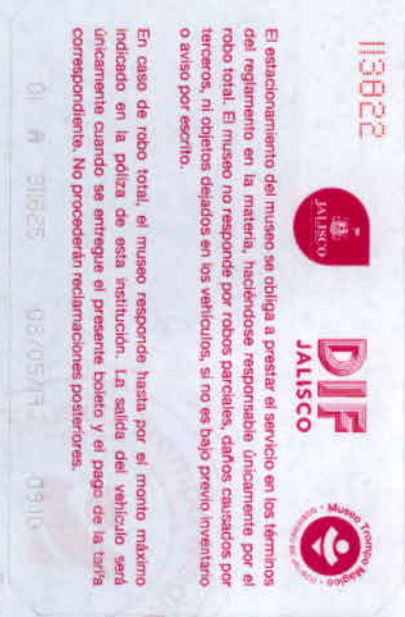 113822
JALISCO
DIF
JALISCO
Museo Trompo Mágico
El estacionamiento del museo se obliga a prestar el servicio en los términos
del reglamento en la materia, haciéndose responsable únicamente por el
robo total. El museo no responde por robos parciales, daños causados por
terceros, ni objetos dejados en los vehículos, si no es bajo previo inventario
o aviso por escrito.
En caso de robo total, el museo responde hasta por el monto máximo
indicado en la póliza de esta institución. La salida del vehículo será
únicamente cuando se entregue el presente boleto y el pago de la tarifa
correspondiente. No procederán reclamaciones posteriores.
01 A